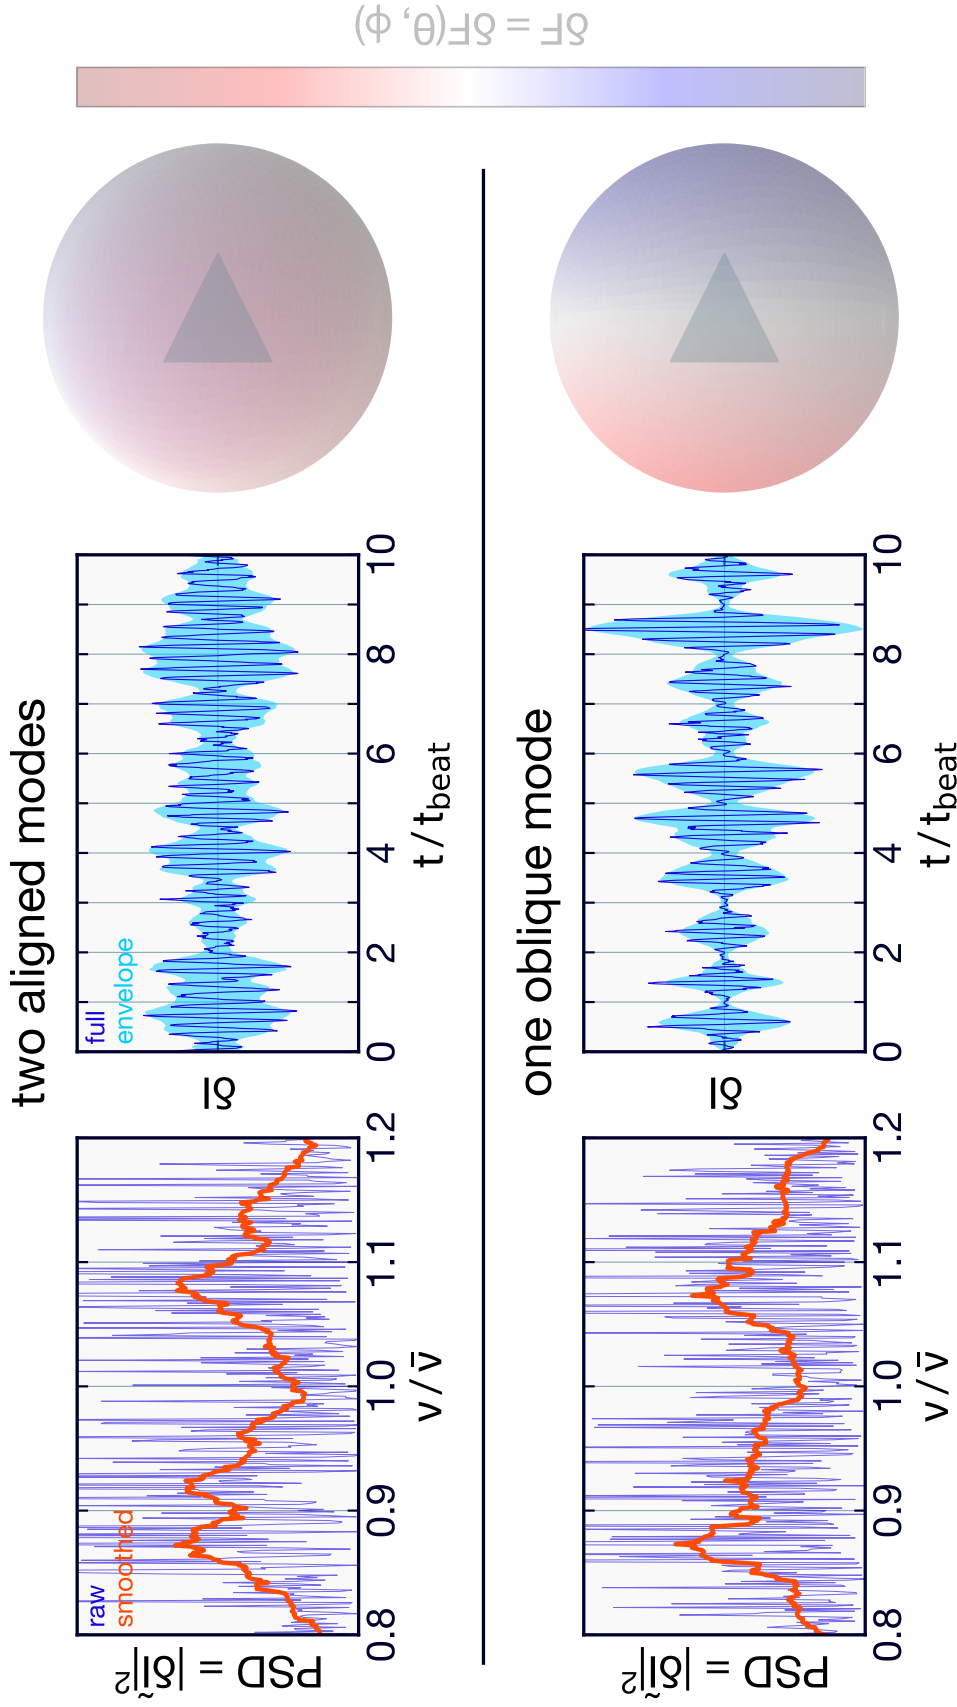 two aligned modes
PSD = |δĨ|²
raw
smoothed
0.8 0.9 1.0 1.1 1.2
ν / ν̄
δI
full
envelope
0 2 4 6 8 10
t / t_beat
one oblique mode
PSD = |δĨ|²
0.8 0.9 1.0 1.1 1.2
ν / ν̄
δI
0 2 4 6 8 10
t / t_beat
δF = δF(θ, ϕ)